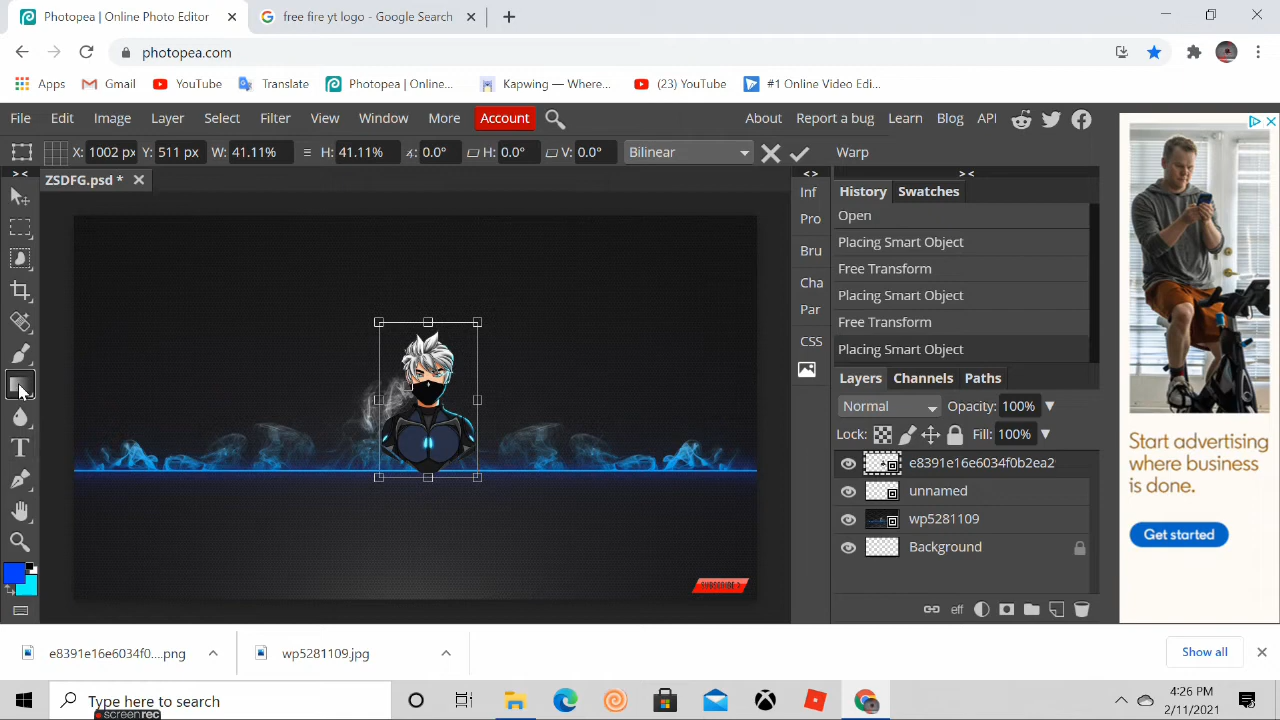 Photopea | Online Photo Editor
free fire yt logo - Google Search
photopea.com
Apps
Gmail
YouTube
Translate
Photopea | Online...
Kapwing — Where...
(23) YouTube
#1 Online Video Edi...
File Edit Image Layer Select Filter View Window More Account
About Report a bug Learn Blog API
X: 1002 px Y: 511 px W: 41.11% H: 41.11% ∡: 0.0° H: 0.0° V: 0.0° Bilinear Warp
> < ZSDFG.psd *
<> > <
Inf
Pro
Bru
Cha
Par
CSS
History Swatches
Open
Placing Smart Object
Free Transform
Placing Smart Object
Free Transform
Placing Smart Object
Layers Channels Paths
Normal Opacity: 100%
Lock: Fill: 100%
e8391e16e6034f0b2ea2
unnamed
wp5281109
Background
eff
T
SUBSCRIBE
Start advertising
where business
is done.
Get started
e8391e16e6034f0....png
wp5281109.jpg
Show all
Type here to search
screenrec
4:26 PM
2/11/2021